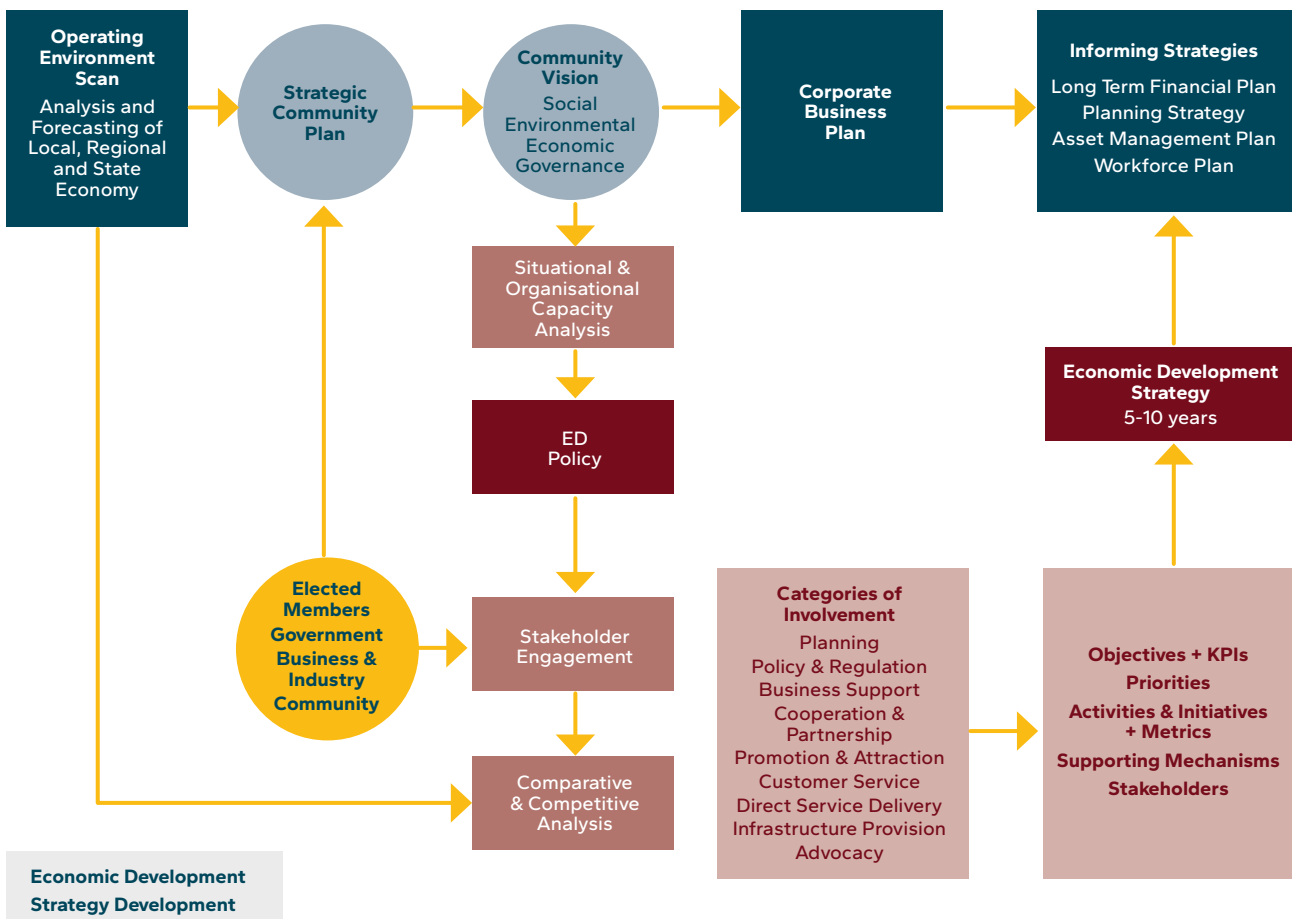 Operating
Environment
Scan
Analysis and
Forecasting of
Local, Regional
and State
Economy
Strategic
Community
Plan
Community
Vision
Social
Environmental
Economic
Governance
Corporate
Business
Plan
Informing Strategies
Long Term Financial Plan
Planning Strategy
Asset Management Plan
Workforce Plan
Situational &
Organisational
Capacity
Analysis
ED
Policy
Economic Development
Strategy
5-10 years
Elected
Members
Government
Business &
Industry
Community
Stakeholder
Engagement
Comparative
& Competitive
Analysis
Categories of
Involvement
Planning
Policy & Regulation
Business Support
Cooperation &
Partnership
Promotion & Attraction
Customer Service
Direct Service Delivery
Infrastructure Provision
Advocacy
Objectives + KPIs
Priorities
Activities & Initiatives
+ Metrics
Supporting Mechanisms
Stakeholders
Economic Development
Strategy Development